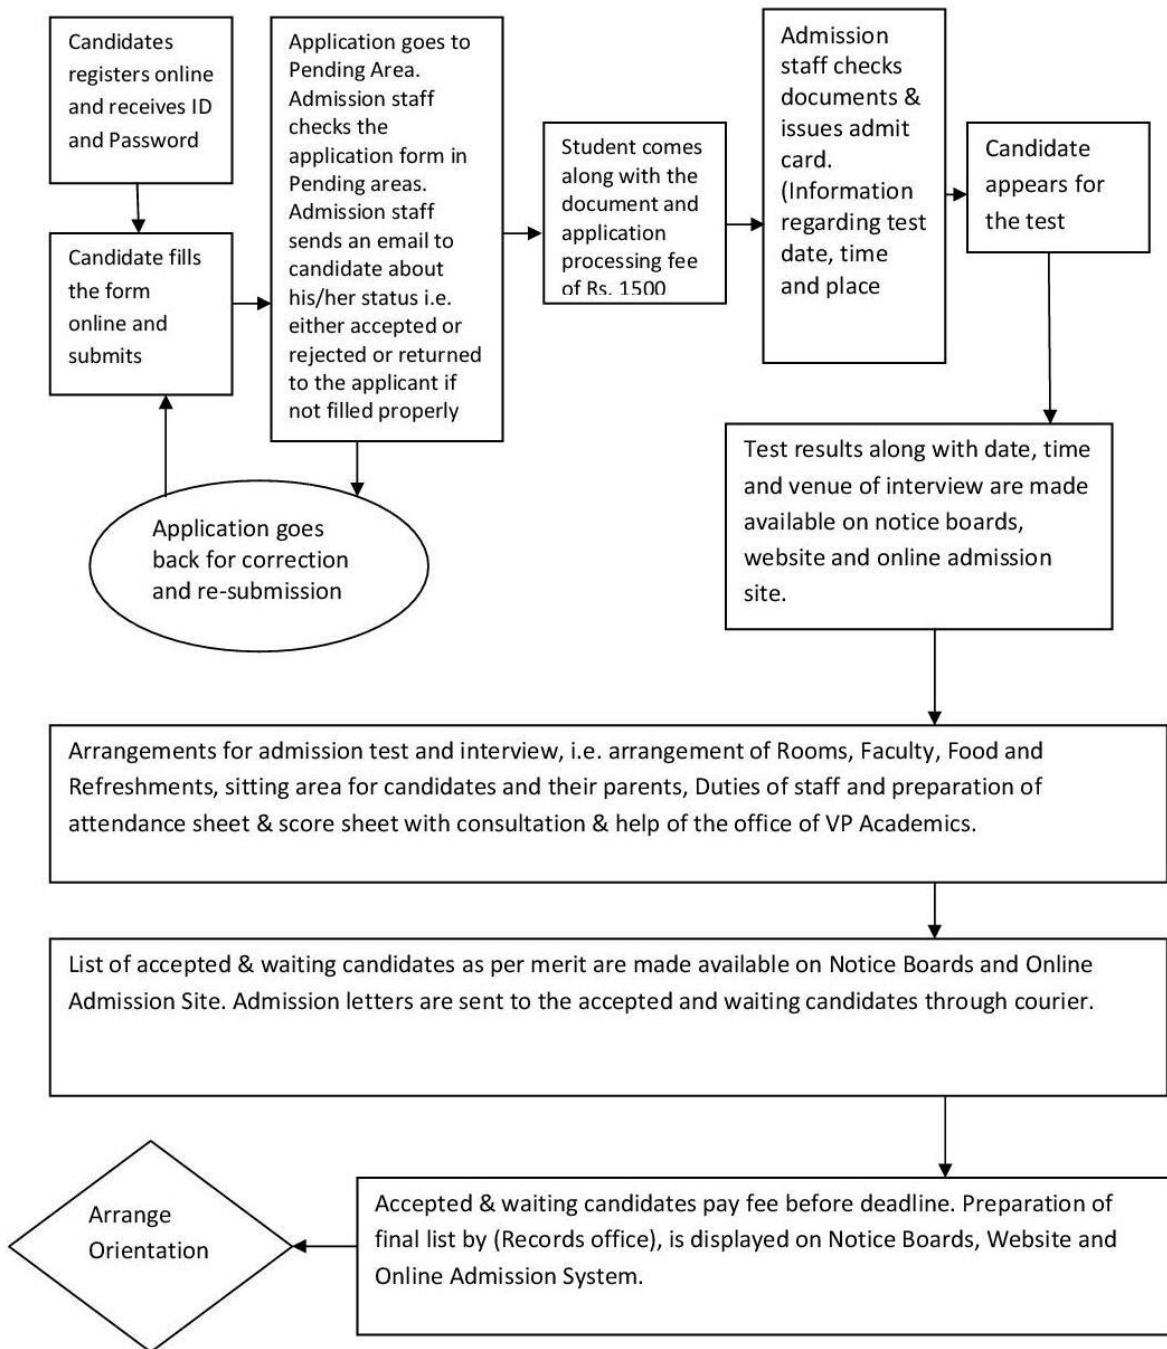 Candidates
registers online
and receives ID
and Password
Candidate fills
the form
online and
submits
Application goes to
Pending Area.
Admission staff
checks the
application form in
Pending areas.
Admission staff
sends an email to
candidate about
his/her status i.e.
either accepted or
rejected or returned
to the applicant if
not filled properly
Application goes
back for correction
and re-submission
Student comes
along with the
document and
application
processing fee
of Rs. 1500
Admission
staff checks
documents &
issues admit
card.
(Information
regarding test
date, time
and place
Candidate
appears for
the test
Test results along with date, time
and venue of interview are made
available on notice boards,
website and online admission
site.
Arrangements for admission test and interview, i.e. arrangement of Rooms, Faculty, Food and
Refreshments, sitting area for candidates and their parents, Duties of staff and preparation of
attendance sheet & score sheet with consultation & help of the office of VP Academics.
List of accepted & waiting candidates as per merit are made available on Notice Boards and Online
Admission Site. Admission letters are sent to the accepted and waiting candidates through courier.
Accepted & waiting candidates pay fee before deadline. Preparation of
final list by (Records office), is displayed on Notice Boards, Website and
Online Admission System.
Arrange
Orientation